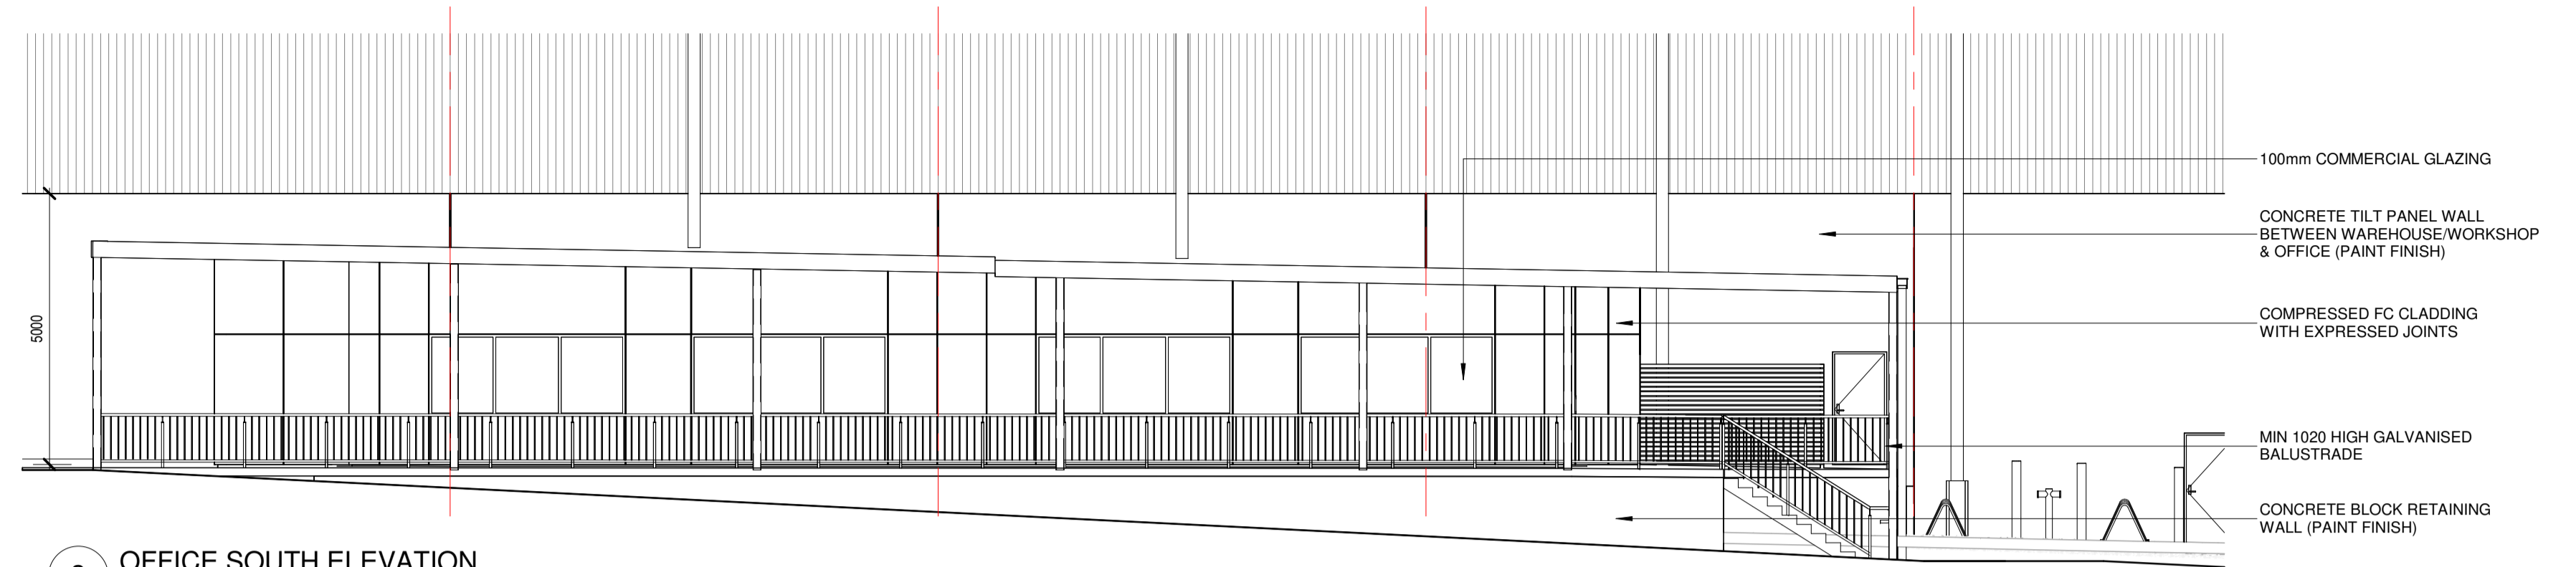 100mm COMMERCIAL GLAZING
CONCRETE TILT PANEL WALL
BETWEEN WAREHOUSE/WORKSHOP
& OFFICE (PAINT FINISH)
5000
COMPRESSED FC CLADDING
WITH EXPRESSED JOINTS
MIN 1020 HIGH GALVANISED
BALUSTRADE
CONCRETE BLOCK RETAINING
WALL (PAINT FINISH)
OFFICE SOUTH ELEVATION